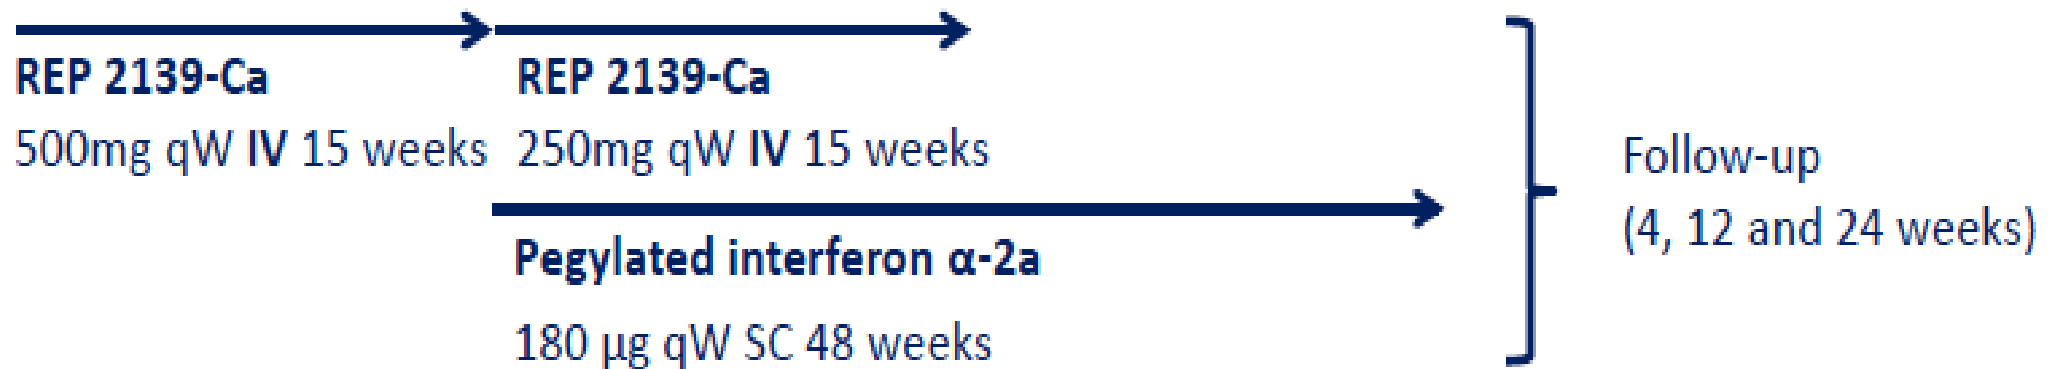 REP 2139-Ca
500mg qW IV 15 weeks
REP 2139-Ca
250mg qW IV 15 weeks
Pegylated interferon α-2a
180 µg qW SC 48 weeks
Follow-up
(4, 12 and 24 weeks)